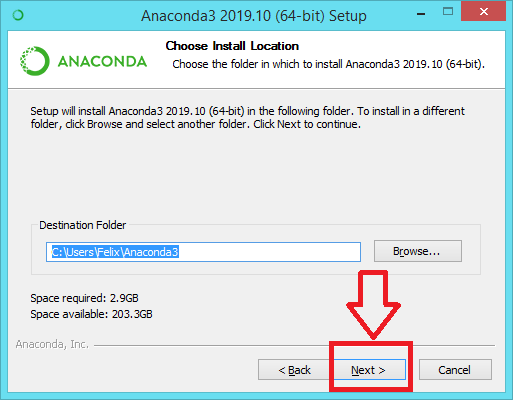 Anaconda3 2019.10 (64-bit) Setup
ANACONDA
Choose Install Location
Choose the folder in which to install Anaconda3 2019.10 (64-bit).
Setup will install Anaconda3 2019.10 (64-bit) in the following folder. To install in a different
folder, click Browse and select another folder. Click Next to continue.
Destination Folder
C:\Users\Felix\Anaconda3
Browse...
Space required: 2.9GB
Space available: 203.3GB
Anaconda, Inc.
< Back
Next >
Cancel